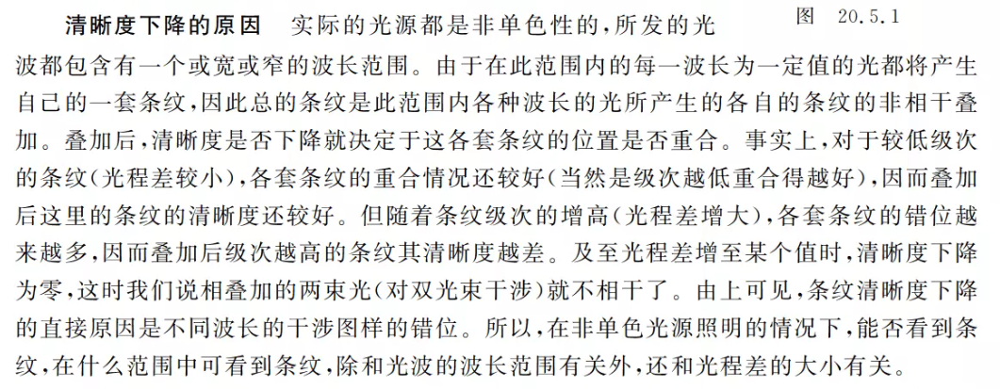 清晰度下降的原因 实际的光源都是非单色性的,所发的光
图 20.5.1
波都包含有一个或宽或窄的波长范围。由于在此范围内的每一波长为一定值的光都将产生
自己的一套条纹,因此总的条纹是此范围内各种波长的光所产生的各自的条纹的非相干叠
加。叠加后,清晰度是否下降就决定于这各套条纹的位置是否重合。事实上,对于较低级次
的条纹(光程差较小),各套条纹的重合情况还较好(当然是级次越低重合得越好),因而叠加
后这里的条纹的清晰度还较好。但随着条纹级次的增高(光程差增大),各套条纹的错位越
来越多,因而叠加后级次越高的条纹其清晰度越差。及至光程差增至某个值时,清晰度下降
为零,这时我们说相叠加的两束光(对双光束干涉)就不相干了。由上可见,条纹清晰度下降
的直接原因是不同波长的干涉图样的错位。所以,在非单色光源照明的情况下,能否看到条
纹,在什么范围中可看到条纹,除和光波的波长范围有关外,还和光程差的大小有关。